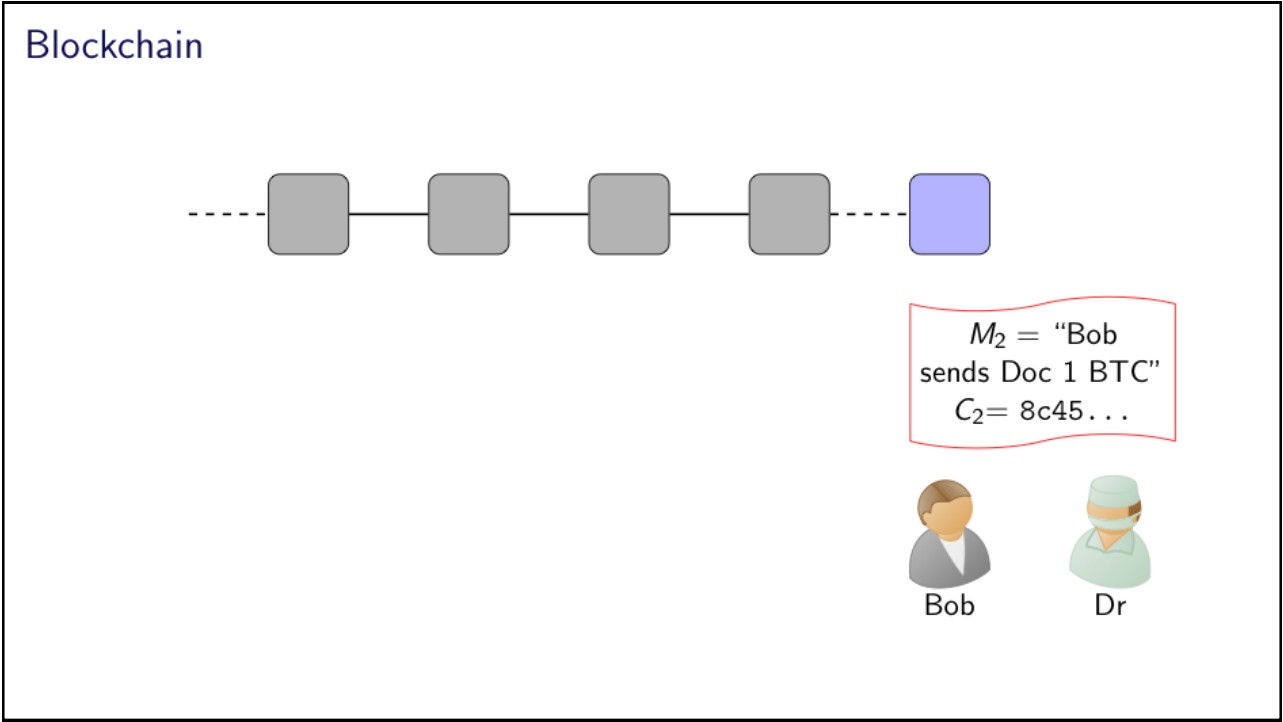 Blockchain
M₂ = “Bob
sends Doc 1 BTC”
C₂= 8c45...
Bob
Dr